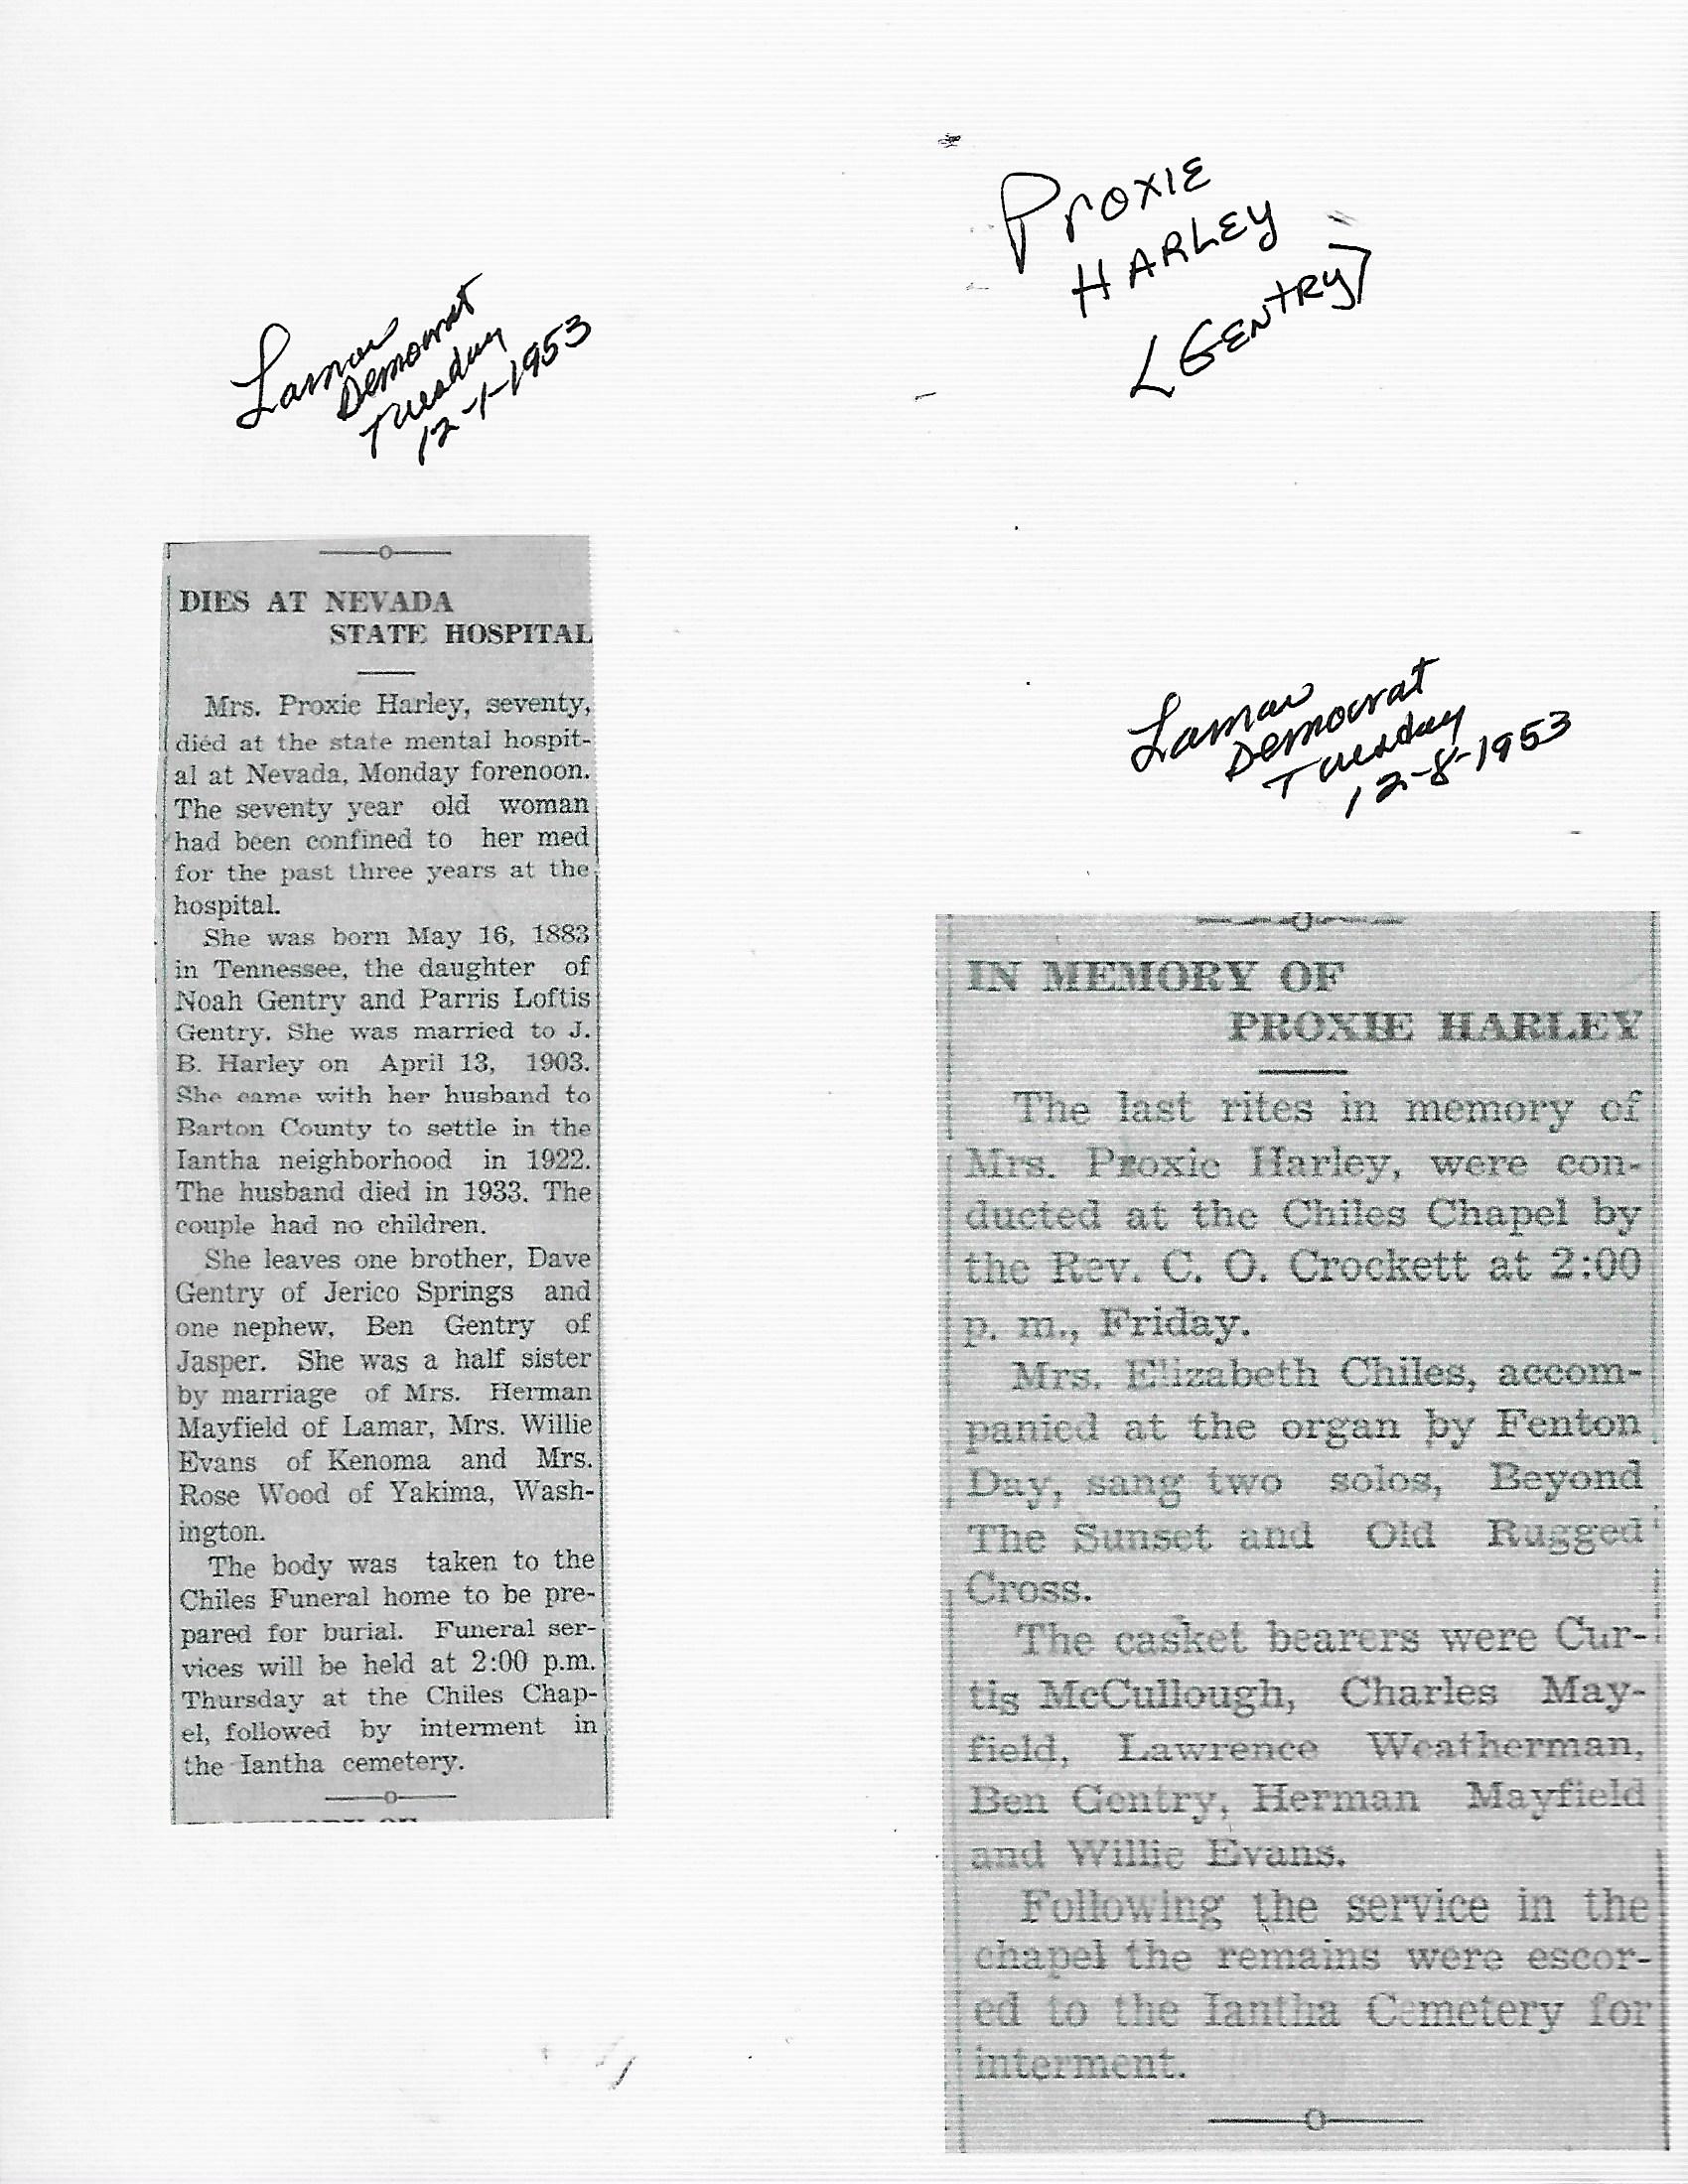 Proxie
HARLEY
(GENTRY)
Lamar
Democrat
Tuesday
12-1-1953
DIES AT NEVADA
STATE HOSPITAL
Mrs. Proxie Harley, seventy,
died at the state mental hospit-
al at Nevada, Monday forenoon.
The seventy year old woman
had been confined to her med
for the past three years at the
hospital.
She was born May 16, 1883
in Tennessee, the daughter of
Noah Gentry and Parris Loftis
Gentry. She was married to J.
B. Harley on April 13, 1903.
She came with her husband to
Barton County to settle in the
Iantha neighborhood in 1922.
The husband died in 1933. The
couple had no children.
She leaves one brother, Dave
Gentry of Jerico Springs and
one nephew, Ben Gentry of
Jasper. She was a half sister
by marriage of Mrs. Herman
Mayfield of Lamar, Mrs. Willie
Evans of Kenoma and Mrs.
Rose Wood of Yakima, Wash-
ington.
The body was taken to the
Chiles Funeral home to be pre-
pared for burial. Funeral ser-
vices will be held at 2:00 p.m.
Thursday at the Chiles Chap-
el, followed by interment in
the Iantha cemetery.
Lamar
Democrat
Tuesday
12-8-1953
IN MEMORY OF
PROXIE HARLEY
The last rites in memory of
Mrs. Proxie Harley, were con-
ducted at the Chiles Chapel by
the Rev. C. O. Crockett at 2:00
p. m., Friday.
Mrs. Elizabeth Chiles, accom-
panied at the organ by Fenton
Day, sang two solos, Beyond
The Sunset and Old Rugged
Cross.
The casket bearers were Cur-
tis McCullough, Charles May-
field, Lawrence Weatherman,
Ben Gentry, Herman Mayfield
and Willie Evans.
Following the service in the
chapel the remains were escor-
ed to the Iantha Cemetery for
interment.